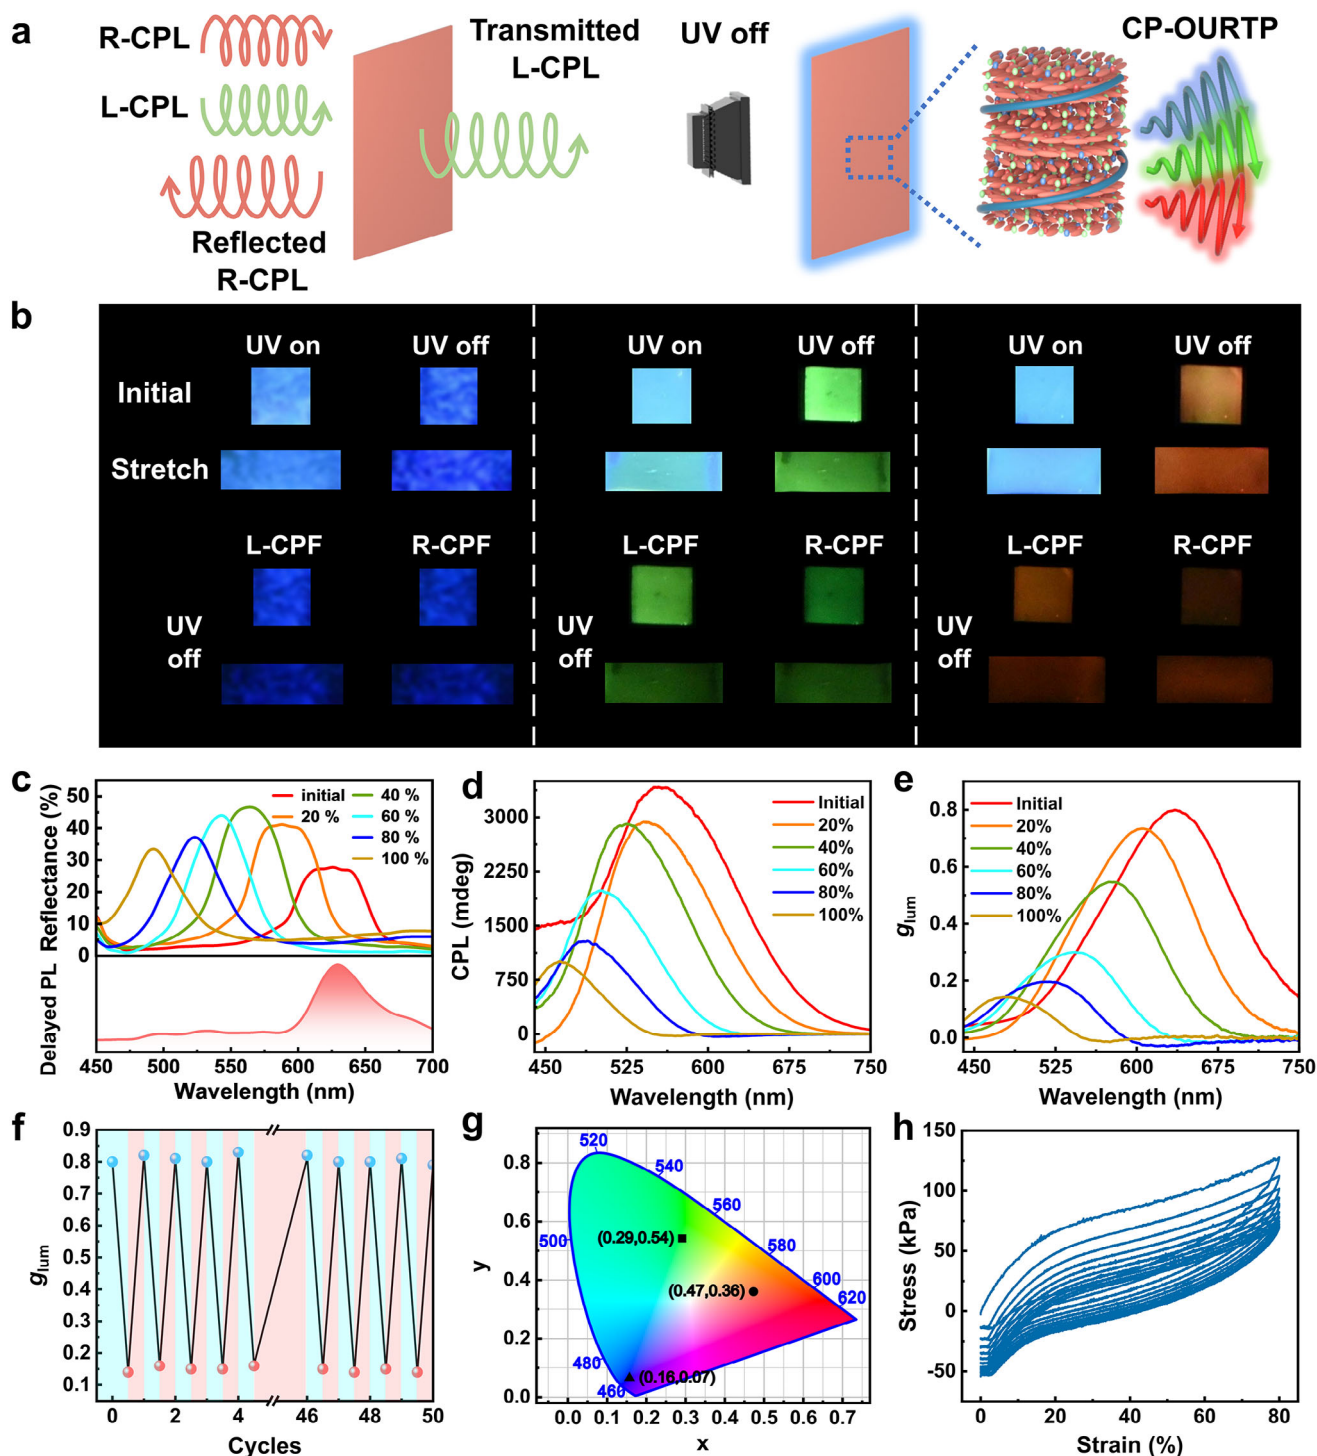 a
R-CPL
L-CPL
Reflected
R-CPL
Transmitted
L-CPL
UV off
CP-OURTP
b
UV on UV off UV on UV off UV on UV off
Initial
Stretch
L-CPF R-CPF L-CPF R-CPF L-CPF R-CPF
UV
off
UV
off
UV
off
c
Delayed PL Reflectance (%)
50
40
30
20
10
0
initial
20 %
40 %
60 %
80 %
100 %
450 500 550 600 650 700
Wavelength (nm)
d
CPL (mdeg)
3000
2250
1500
750
0
Initial
20%
40%
60%
80%
100%
450 525 600 675 750
Wavelength (nm)
e
glum
0.8
0.6
0.4
0.2
0.0
Initial
20%
40%
60%
80%
100%
450 525 600 675 750
Wavelength (nm)
f
glum
0.9
0.8
0.7
0.6
0.5
0.4
0.3
0.2
0.1
0 2 4 46 48 50
Cycles
g
y
0.8
0.6
0.4
0.2
0.0
520
540
560
500
580
600
620
480
460
(0.29,0.54)
(0.47,0.36)
(0.16,0.07)
0.0 0.1 0.2 0.3 0.4 0.5 0.6 0.7
x
h
Stress (kPa)
150
100
50
0
-50
0 20 40 60 80
Strain (%)